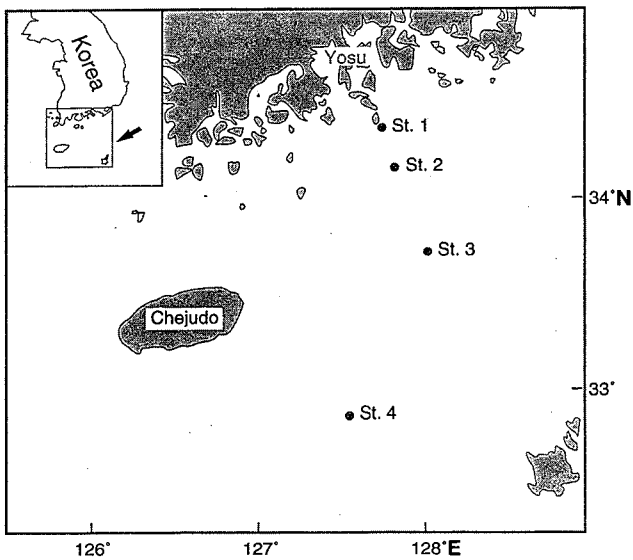 Korea
Yosu
St. 1
St. 2
34°N
St. 3
Chejudo
33°
St. 4
126° 127° 128°E